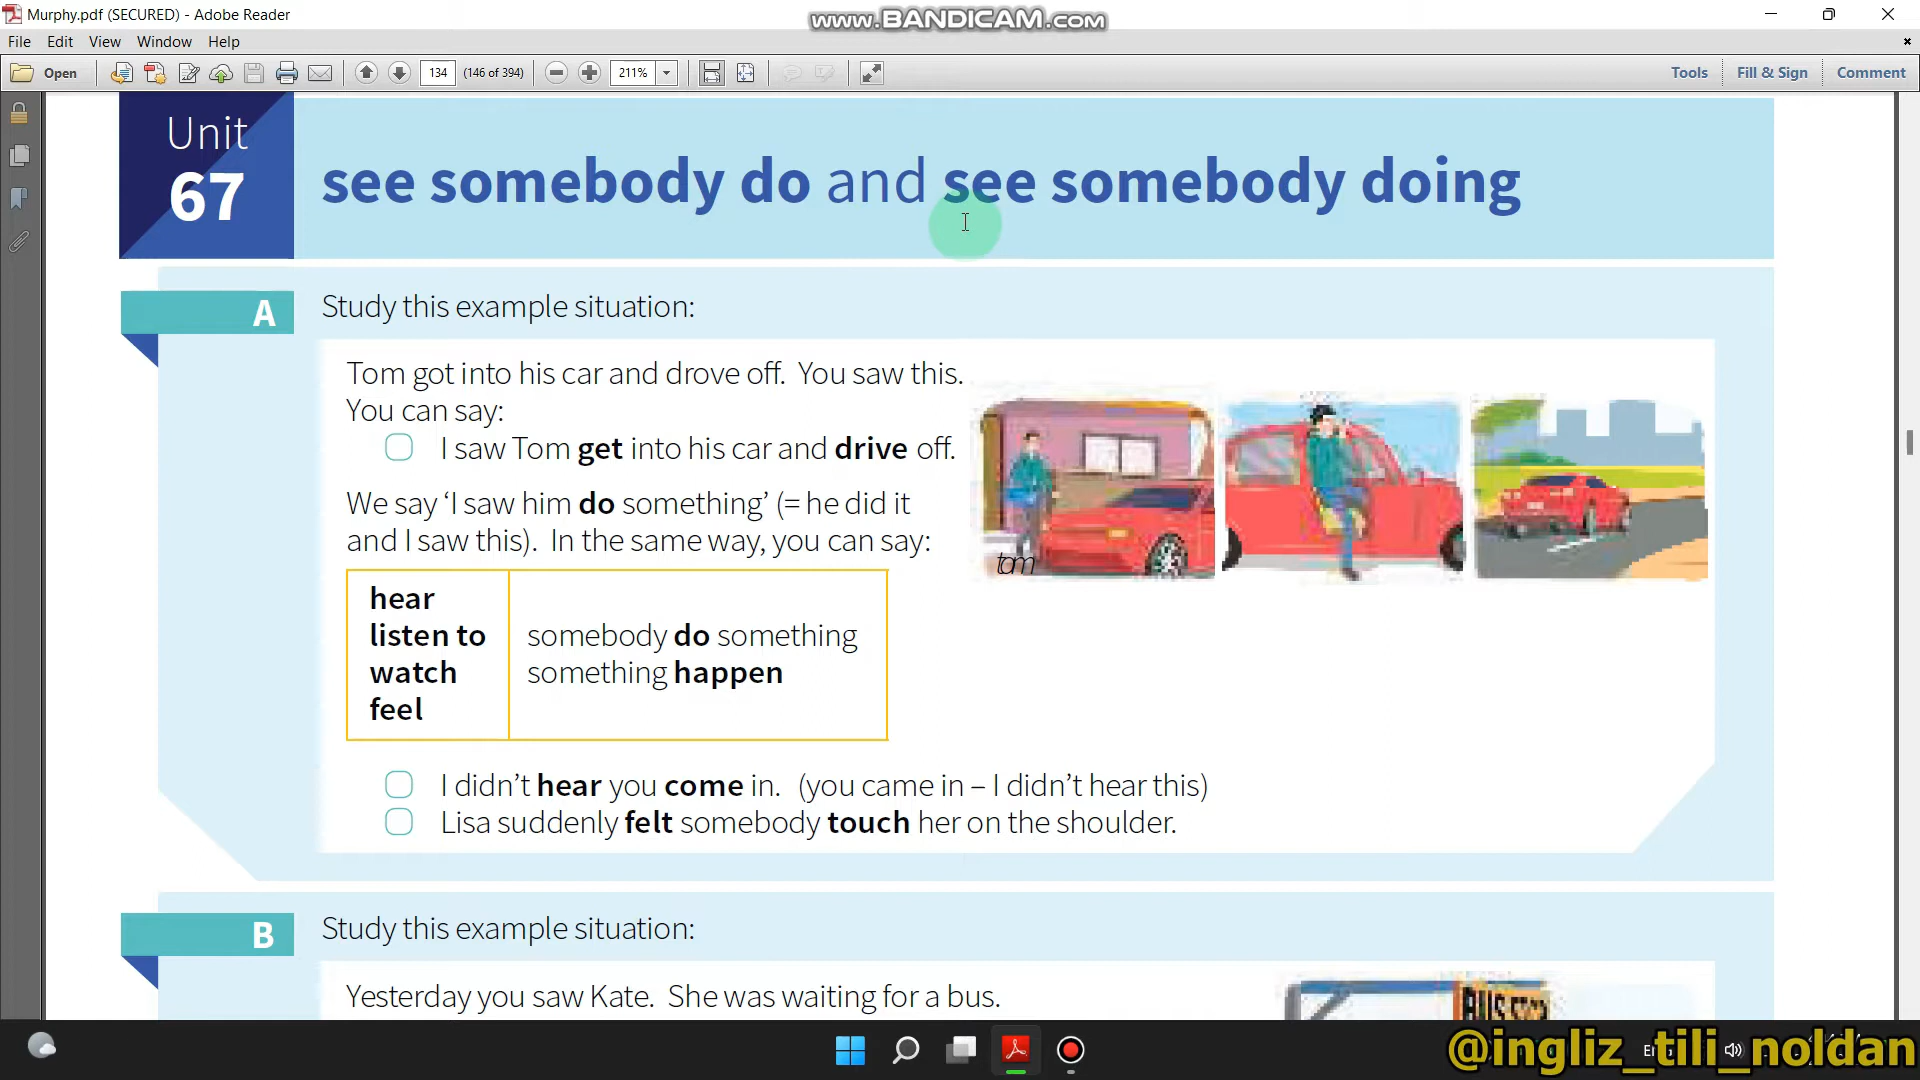 Murphy.pdf (SECURED) - Adobe Reader
www.BANDICAM.com
File Edit View Window Help
Open 134 (146 of 394) 211% Tools Fill & Sign Comment
Unit
67
see somebody do and see somebody doing
A
Study this example situation:
Tom got into his car and drove off. You saw this.
You can say:
I saw Tom get into his car and drive off.
We say ‘I saw him do something’ (= he did it
and I saw this). In the same way, you can say:
tom
hear
listen to
watch
feel
somebody do something
something happen
I didn’t hear you come in. (you came in – I didn’t hear this)
Lisa suddenly felt somebody touch her on the shoulder.
B
Study this example situation:
Yesterday you saw Kate. She was waiting for a bus.
BUS STOP
@ingliz_tili_noldan